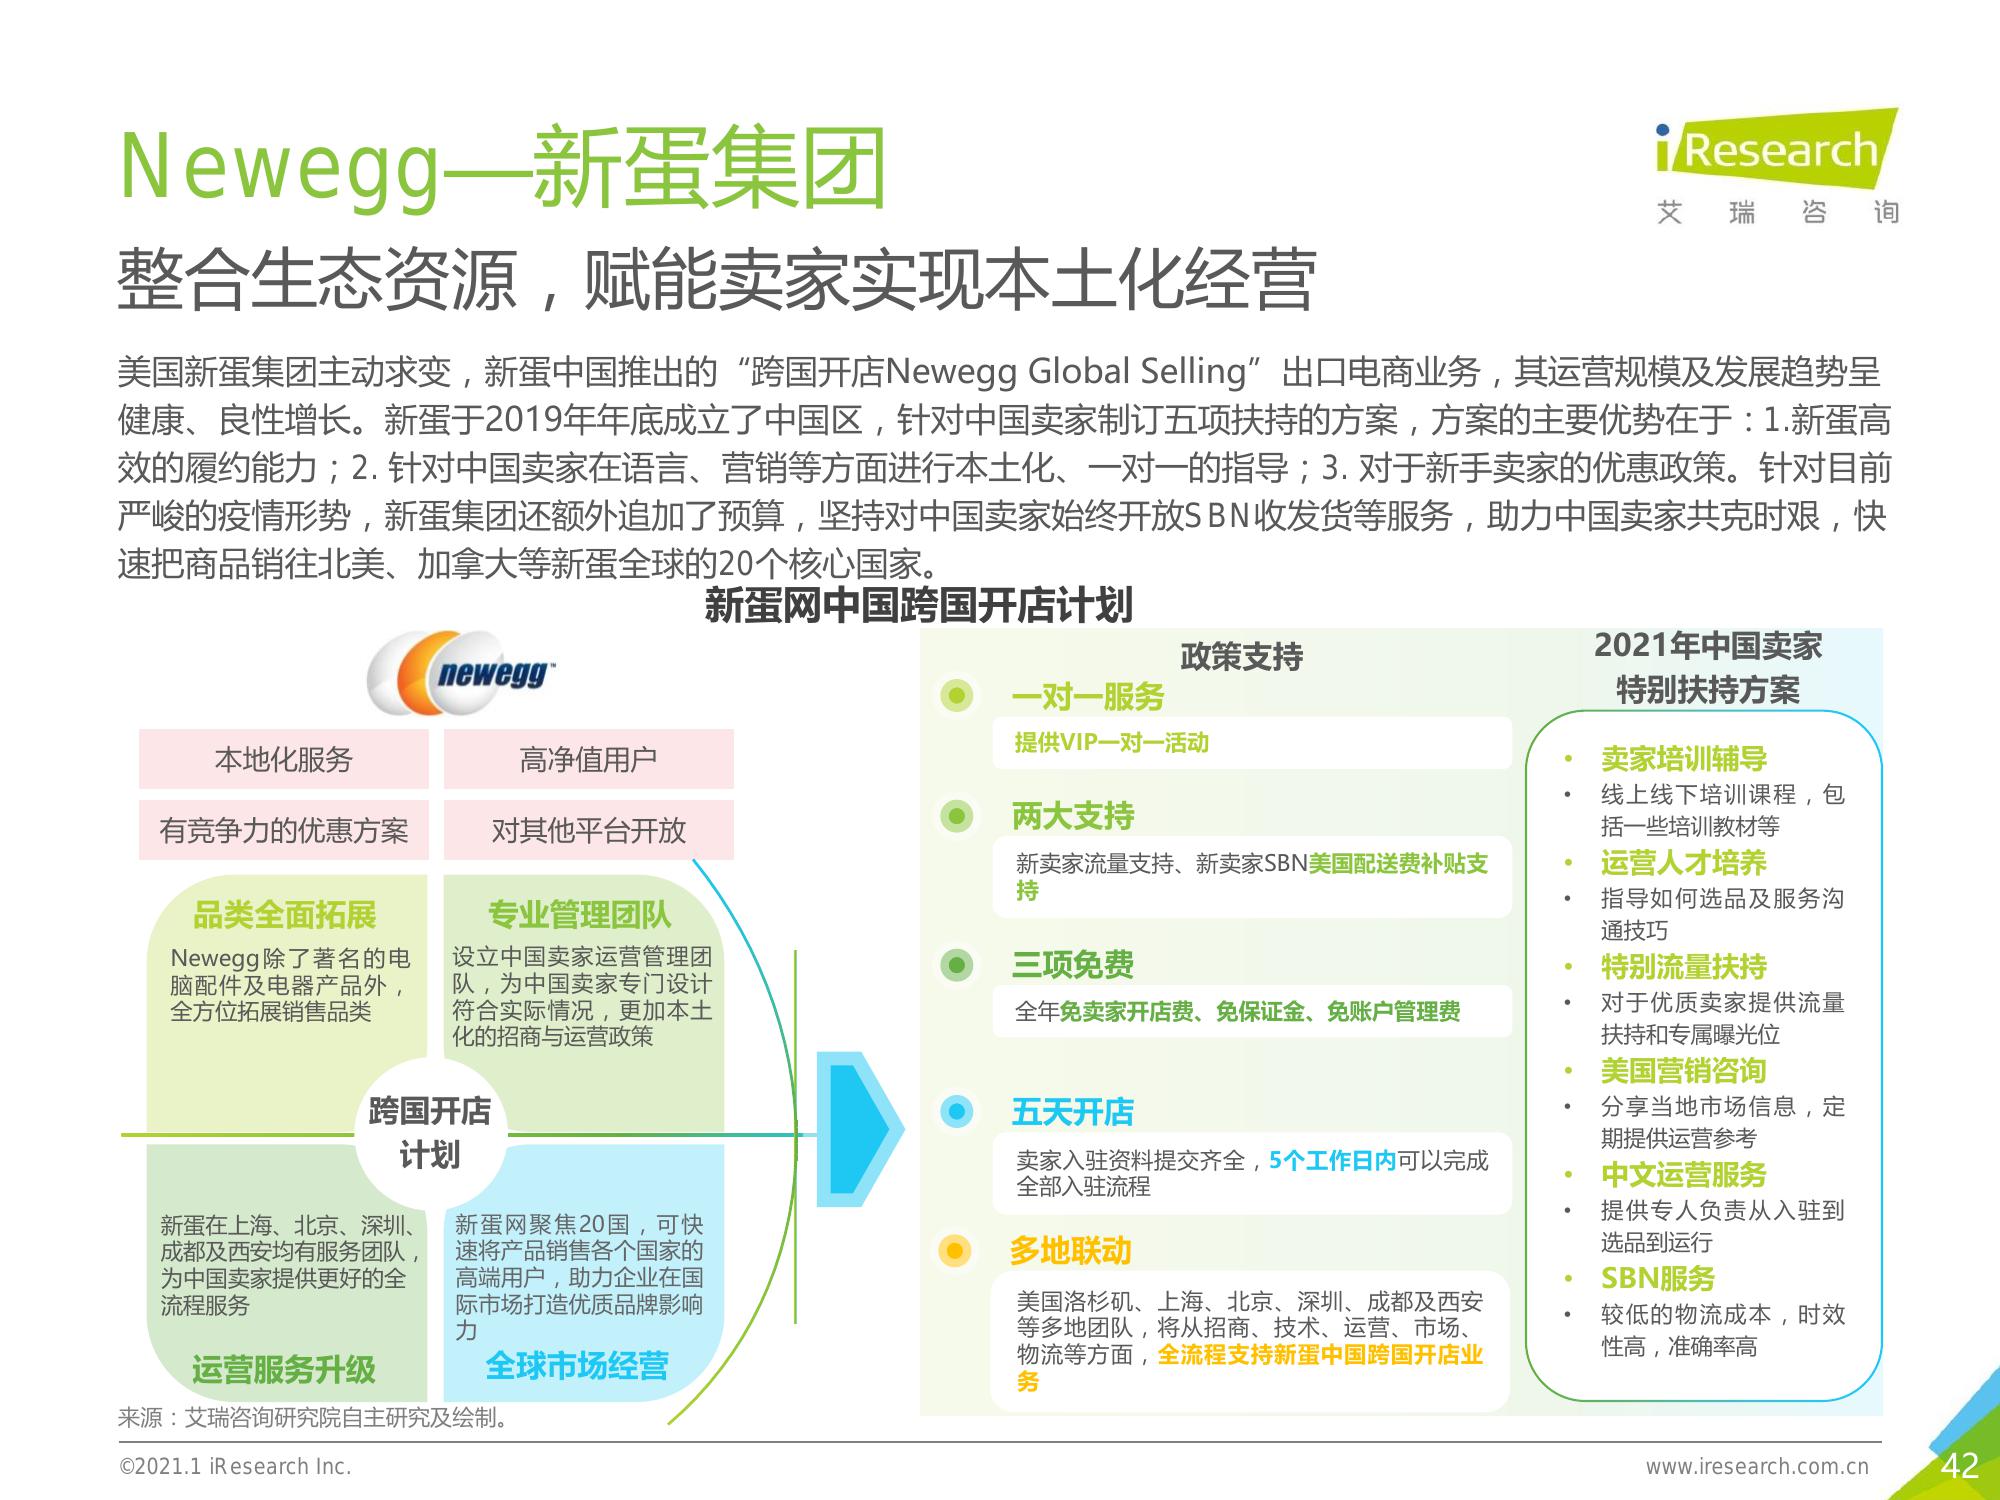 Newegg—新蛋集团
iResearch
艾瑞咨询
整合生态资源，赋能卖家实现本土化经营
美国新蛋集团主动求变，新蛋中国推出的“跨国开店Newegg Global Selling”出口电商业务，其运营规模及发展趋势呈
健康、良性增长。新蛋于2019年年底成立了中国区，针对中国卖家制订五项扶持的方案，方案的主要优势在于：1.新蛋高
效的履约能力；2. 针对中国卖家在语言、营销等方面进行本土化、一对一的指导；3. 对于新手卖家的优惠政策。针对目前
严峻的疫情形势，新蛋集团还额外追加了预算，坚持对中国卖家始终开放SBN收发货等服务，助力中国卖家共克时艰，快
速把商品销往北美、加拿大等新蛋全球的20个核心国家。
新蛋网中国跨国开店计划
newegg™
本地化服务
高净值用户
有竞争力的优惠方案
对其他平台开放
品类全面拓展
Newegg除了著名的电
脑配件及电器产品外，
全方位拓展销售品类
专业管理团队
设立中国卖家运营管理团
队，为中国卖家专门设计
符合实际情况，更加本土
化的招商与运营政策
跨国开店
计划
新蛋在上海、北京、深圳、
成都及西安均有服务团队，
为中国卖家提供更好的全
流程服务
运营服务升级
新蛋网聚焦20国，可快
速将产品销售各个国家的
高端用户，助力企业在国
际市场打造优质品牌影响
力
全球市场经营
政策支持
一对一服务
提供VIP一对一活动
两大支持
新卖家流量支持、新卖家SBN美国配送费补贴支
持
三项免费
全年免卖家开店费、免保证金、免账户管理费
五天开店
卖家入驻资料提交齐全，5个工作日内可以完成
全部入驻流程
多地联动
美国洛杉矶、上海、北京、深圳、成都及西安
等多地团队，将从招商、技术、运营、市场、
物流等方面，全流程支持新蛋中国跨国开店业
务
2021年中国卖家
特别扶持方案
• 卖家培训辅导
• 线上线下培训课程，包
括一些培训教材等
• 运营人才培养
• 指导如何选品及服务沟
通技巧
• 特别流量扶持
• 对于优质卖家提供流量
扶持和专属曝光位
• 美国营销咨询
• 分享当地市场信息，定
期提供运营参考
• 中文运营服务
• 提供专人负责从入驻到
选品到运行
• SBN服务
• 较低的物流成本，时效
性高，准确率高
来源：艾瑞咨询研究院自主研究及绘制。
©2021.1 iResearch Inc.
www.iresearch.com.cn
42